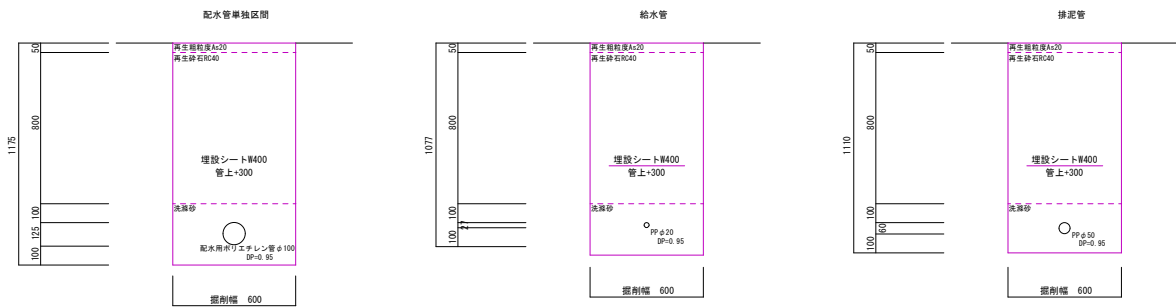 配水管単独区間
50
800
1175
100
125
100
再生粗粒度As20
再生砕石RC40
埋設シートW400
管上+300
洗滌砂
配水用ポリエチレン管φ100
DP=0.95
掘削幅 600
給水管
50
800
1077
100
27
100
再生粗粒度As20
再生砕石RC40
埋設シートW400
管上+300
洗滌砂
PPφ20
DP=0.95
掘削幅 600
排泥管
50
800
1110
100
60
100
再生粗粒度As20
再生砕石RC40
埋設シートW400
管上+300
洗滌砂
PPφ50
DP=0.95
掘削幅 600